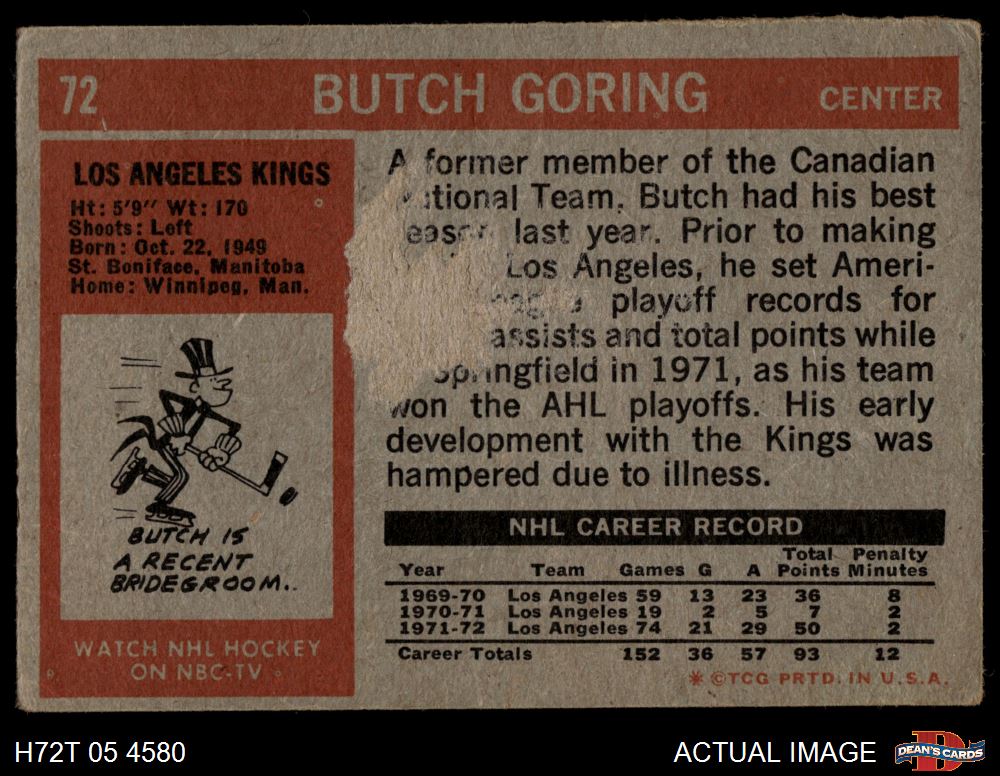 72
BUTCH GORING
CENTER
LOS ANGELES KINGS
Ht: 5'9" Wt: 170
Shoots: Left
Born: Oct. 22, 1949
St. Boniface, Manitoba
Home: Winnipeg, Man.
BUTCH IS
A RECENT
BRIDEGROOM..
WATCH NHL HOCKEY
ON NBC-TV
A former member of the Canadian
Team. Butch had his best
last year. Prior to making
Los Angeles, he set Ameri-
playoff records for
assists and total points while
Springfield in 1971, as his team
won the AHL playoffs. His early
development with the Kings was
hampered due to illness.
NHL CAREER RECORD
Year Team Games G A Total Points Penalty Minutes
1969-70 Los Angeles 59 13 23 36 8
1970-71 Los Angeles 19 2 5 7 2
1971-72 Los Angeles 74 21 29 50 2
Career Totals 152 36 57 93 12
* ©TCG PRTD. IN U.S.A.
H72T 05 4580
ACTUAL IMAGE
DEAN'S CARDS